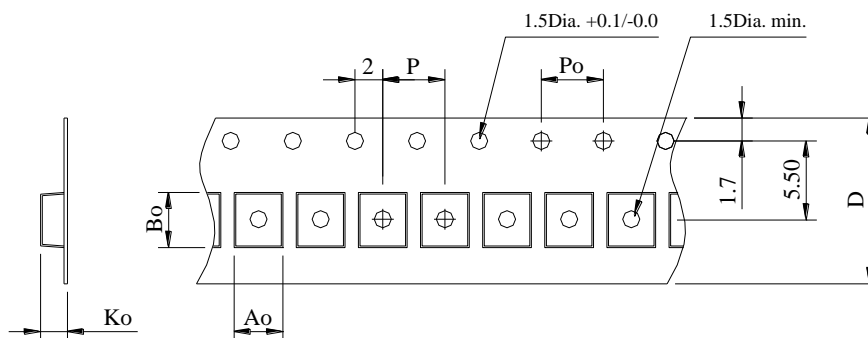 1.5Dia. +0.1/-0.0
1.5Dia. min.
2
P
Po
1.7
5.50
D
Bo
Ko
Ao